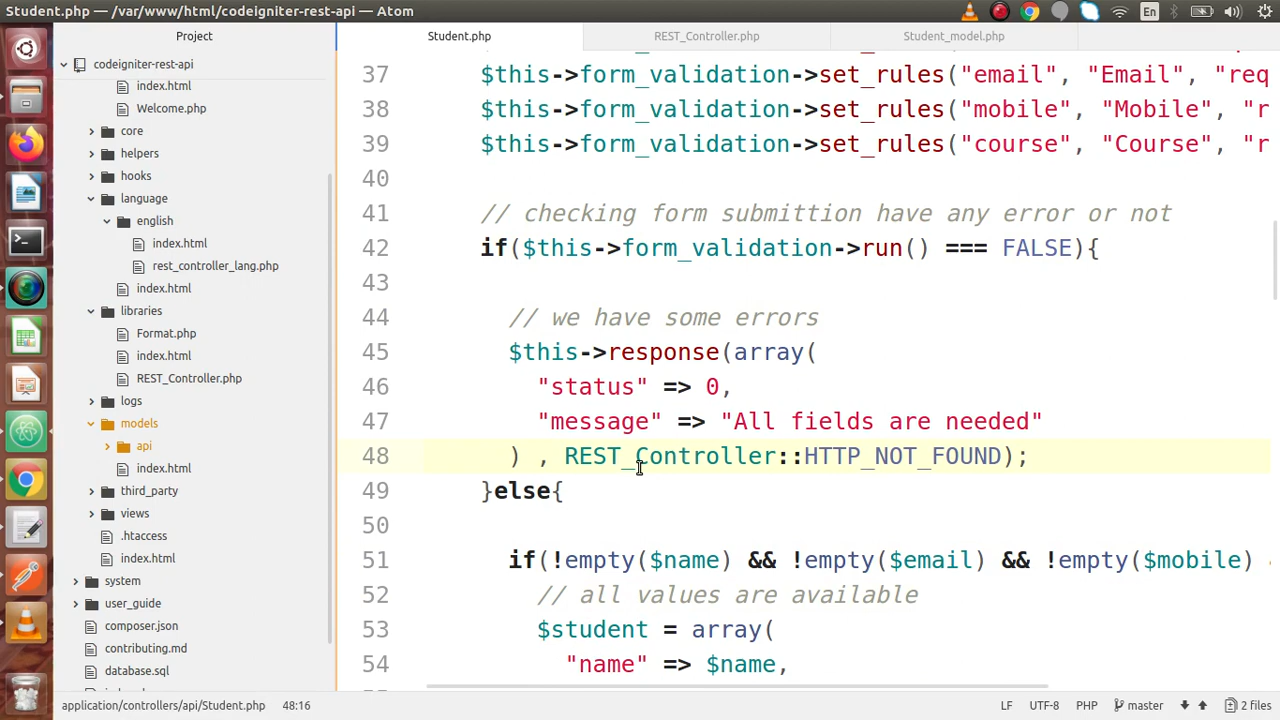 Student.php — /var/www/html/codeigniter-rest-api — Atom
En
Project
codeigniter-rest-api
index.html
Welcome.php
core
helpers
hooks
language
english
index.html
rest_controller_lang.php
index.html
libraries
Format.php
index.html
REST_Controller.php
logs
models
api
index.html
third_party
views
.htaccess
index.html
system
user_guide
composer.json
contributing.md
database.sql
Student.php
REST_Controller.php
Student_model.php
37 $this->form_validation->set_rules("email", "Email", "req
38 $this->form_validation->set_rules("mobile", "Mobile", "r
39 $this->form_validation->set_rules("course", "Course", "r
40
41 // checking form submittion have any error or not
42 if($this->form_validation->run() === FALSE){
43
44 // we have some errors
45 $this->response(array(
46 "status" => 0,
47 "message" => "All fields are needed"
48 ) , REST_Controller::HTTP_NOT_FOUND);
49 }else{
50
51 if(!empty($name) && !empty($email) && !empty($mobile)
52 // all values are available
53 $student = array(
54 "name" => $name,
application/controllers/api/Student.php 48:16
LF UTF-8 PHP master 2 files